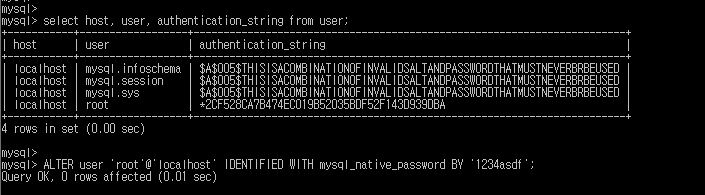 mysql>
mysql> select host, user, authentication_string from user;
+-----------+------------------+------------------------------------------------------------------------+
| host | user | authentication_string |
+-----------+------------------+------------------------------------------------------------------------+
| localhost | mysql.infoschema | $A$005$THISISACOMBINATIONOFINVALIDSALTANDPASSWORDTHATMUSTNEVERBRBEUSED |
| localhost | mysql.session | $A$005$THISISACOMBINATIONOFINVALIDSALTANDPASSWORDTHATMUSTNEVERBRBEUSED |
| localhost | mysql.sys | $A$005$THISISACOMBINATIONOFINVALIDSALTANDPASSWORDTHATMUSTNEVERBRBEUSED |
| localhost | root | *2CF528CA7B474EC019B52035BDF52F143D939DBA |
+-----------+------------------+------------------------------------------------------------------------+
4 rows in set (0.00 sec)
mysql>
mysql> ALTER user 'root'@'localhost' IDENTIFIED WITH mysql_native_password BY '1234asdf';
Query OK, 0 rows affected (0.01 sec)